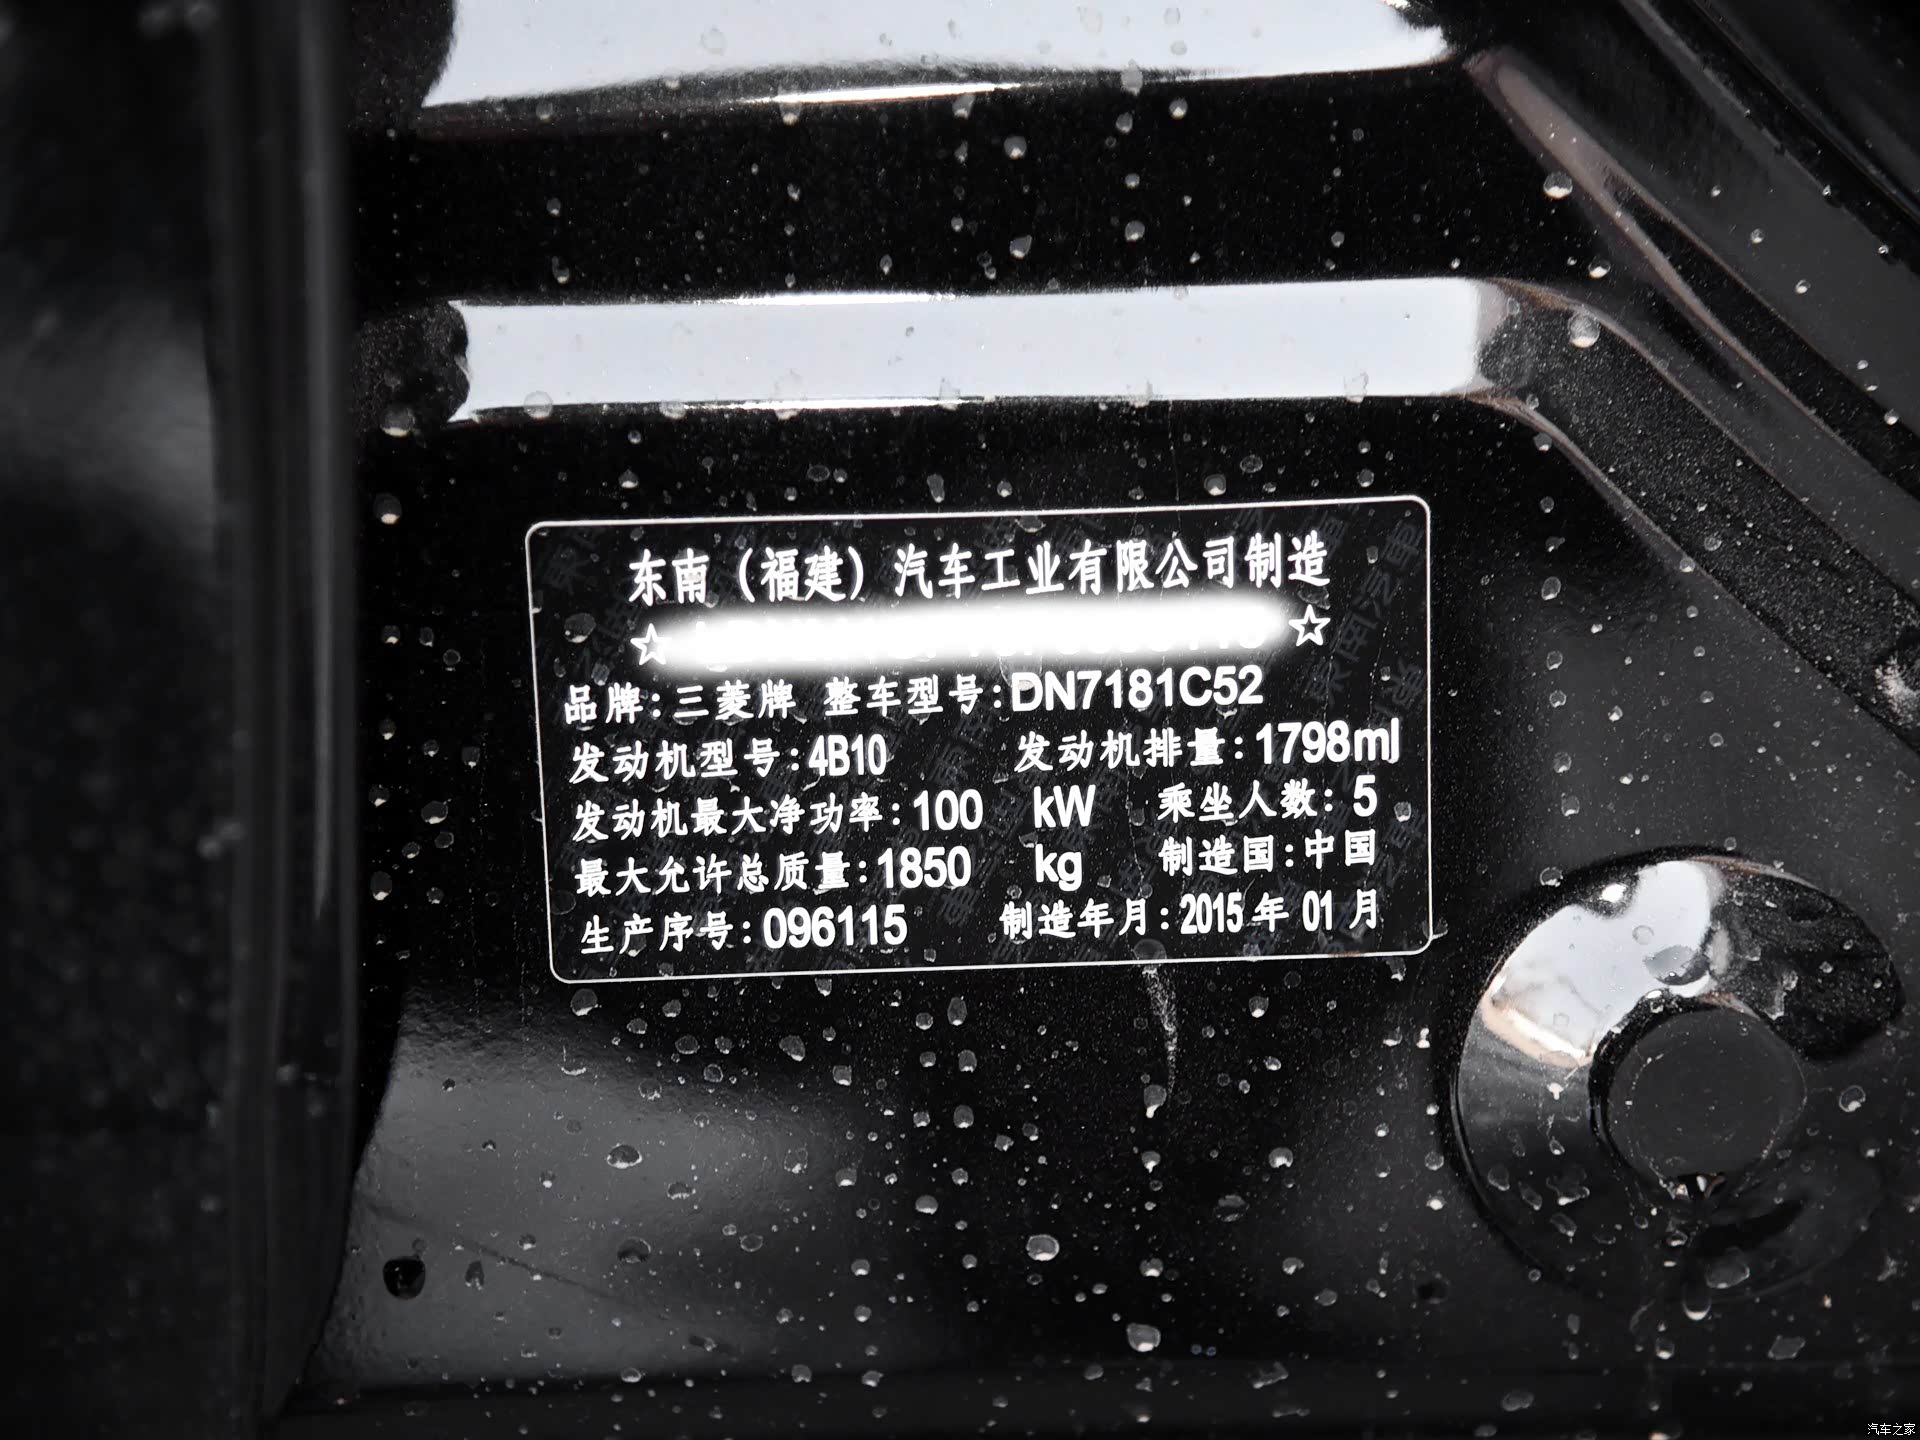 东南（福建）汽车工业有限公司制造
☆ ☆
品牌:三菱牌 整车型号:DN7181C52
发动机型号:4B10 发动机排量:1798ml
发动机最大净功率:100 kW 乘坐人数:5
最大允许总质量:1850 kg 制造国:中国
生产序号:096115 制造年月:2015年01月
汽车之家